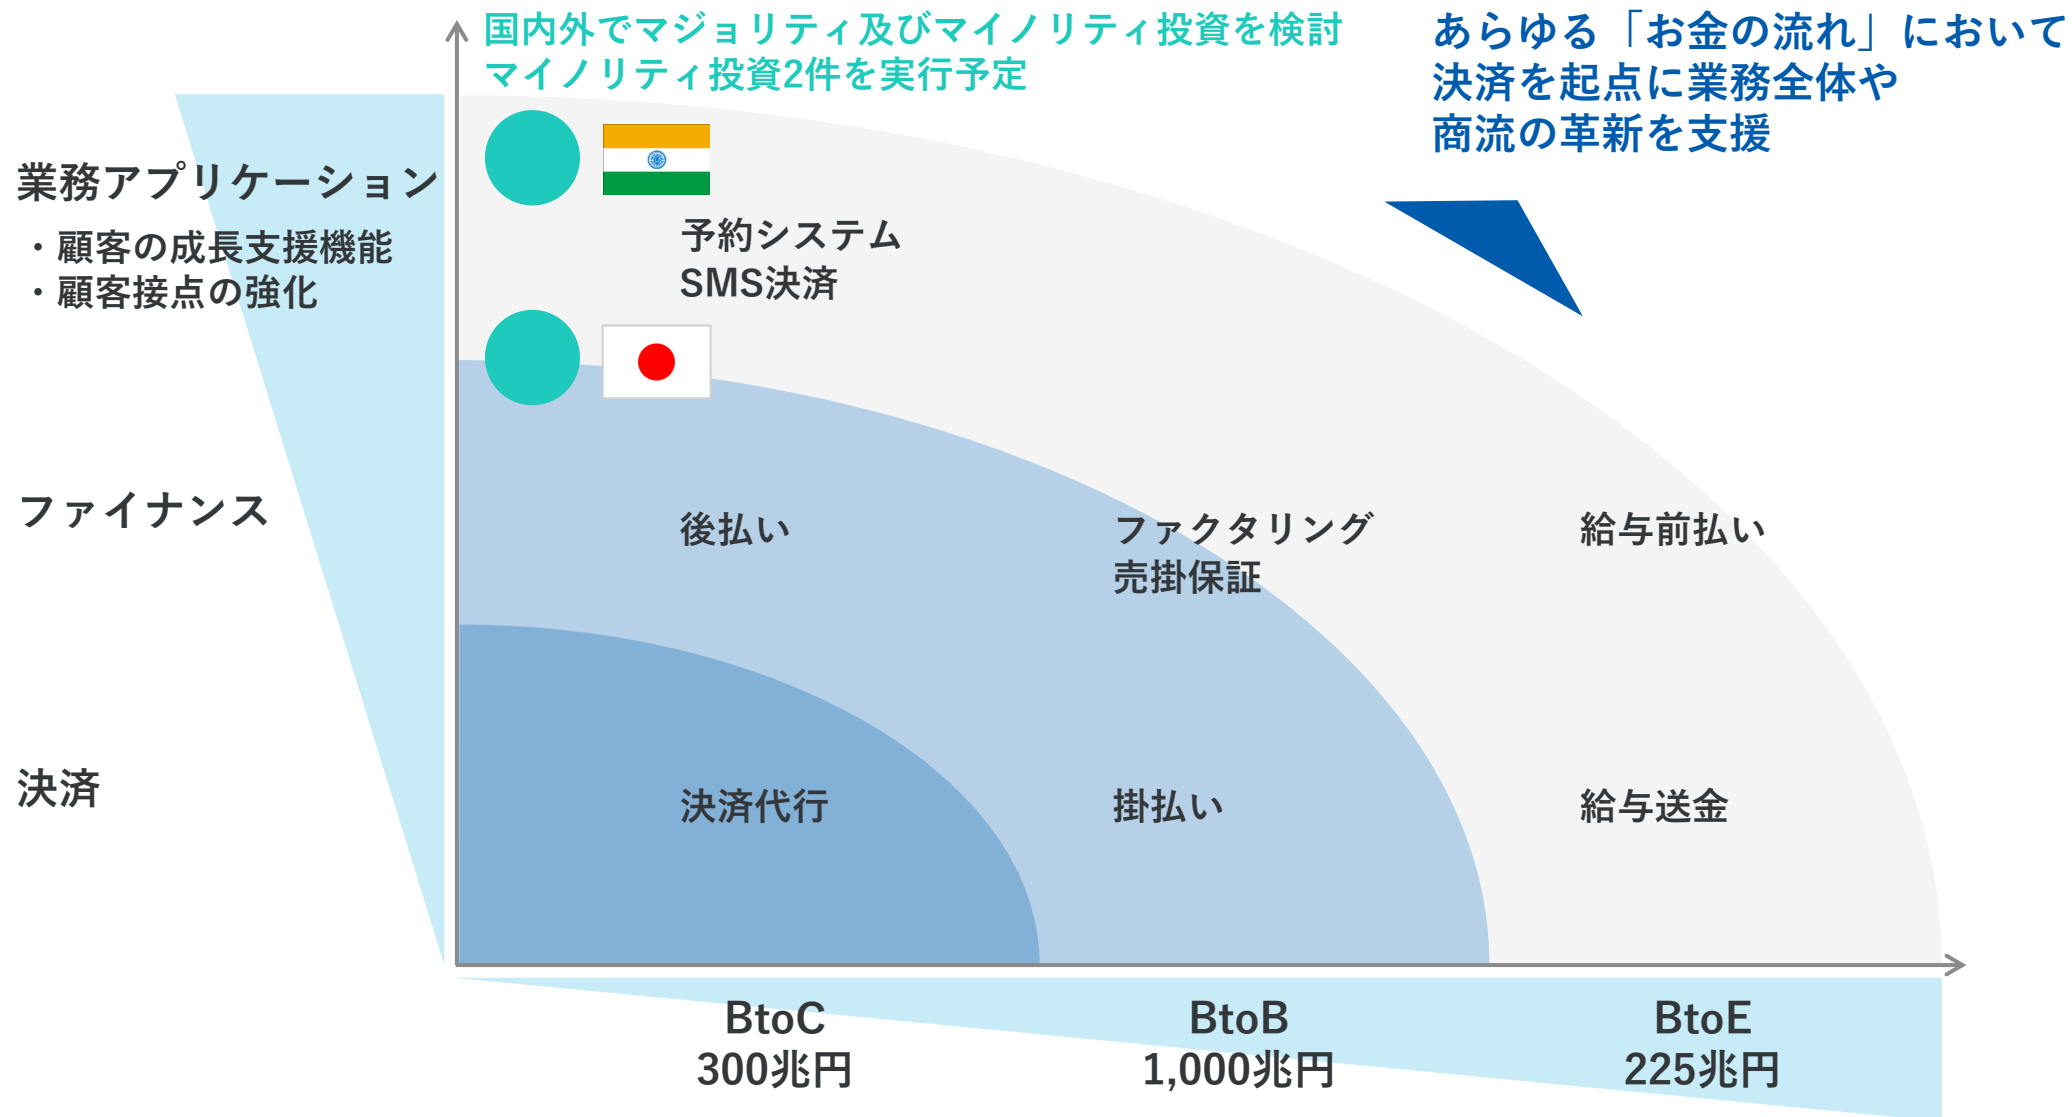 国内外でマジョリティ及びマイノリティ投資を検討
マイノリティ投資2件を実行予定
あらゆる「お金の流れ」において
決済を起点に業務全体や
商流の革新を支援
業務アプリケーション
・顧客の成長支援機能
・顧客接点の強化
予約システム
SMS決済
ファイナンス
後払い
ファクタリング
売掛保証
給与前払い
決済
決済代行
掛払い
給与送金
BtoC
300兆円
BtoB
1,000兆円
BtoE
225兆円